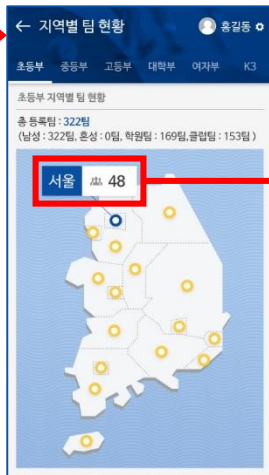 ← 지역별 팀 현황 홍길동
초등부 중등부 고등부 대학부 여자부 K3
초등부 지역별 팀 현황
총 등록팀 : 322팀
(남성 : 322팀, 혼성 : 0팀, 학원팀 : 169팀,클럽팀 : 153팀 )
서울 48